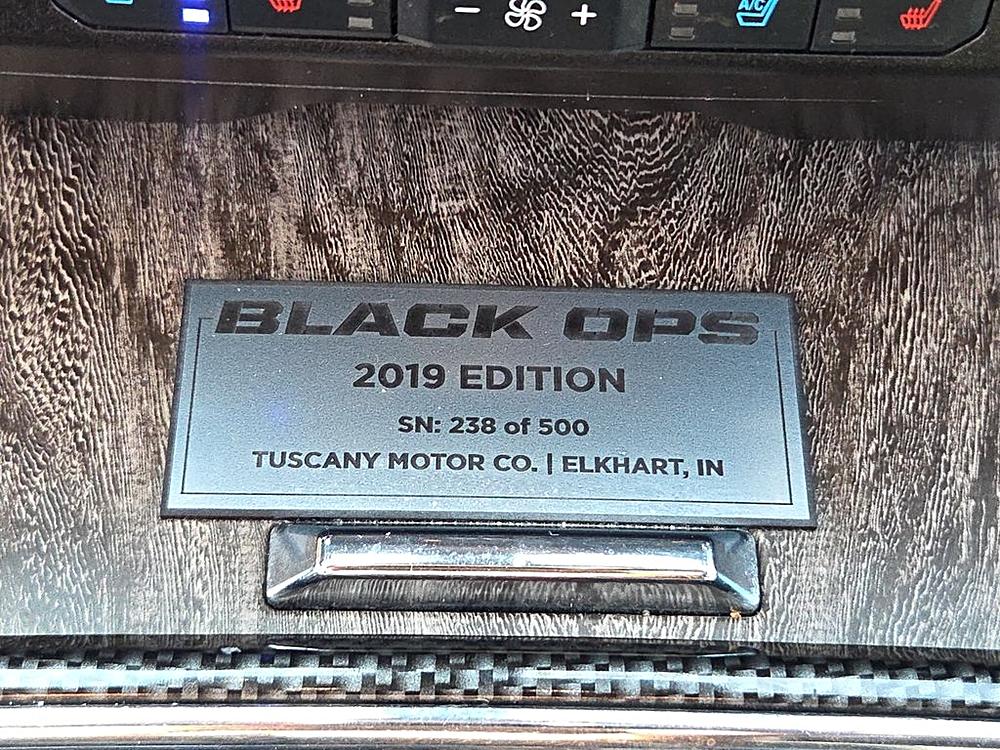 A/C
− +
BLACK OPS
2019 EDITION
SN: 238 of 500
TUSCANY MOTOR CO. | ELKHART, IN